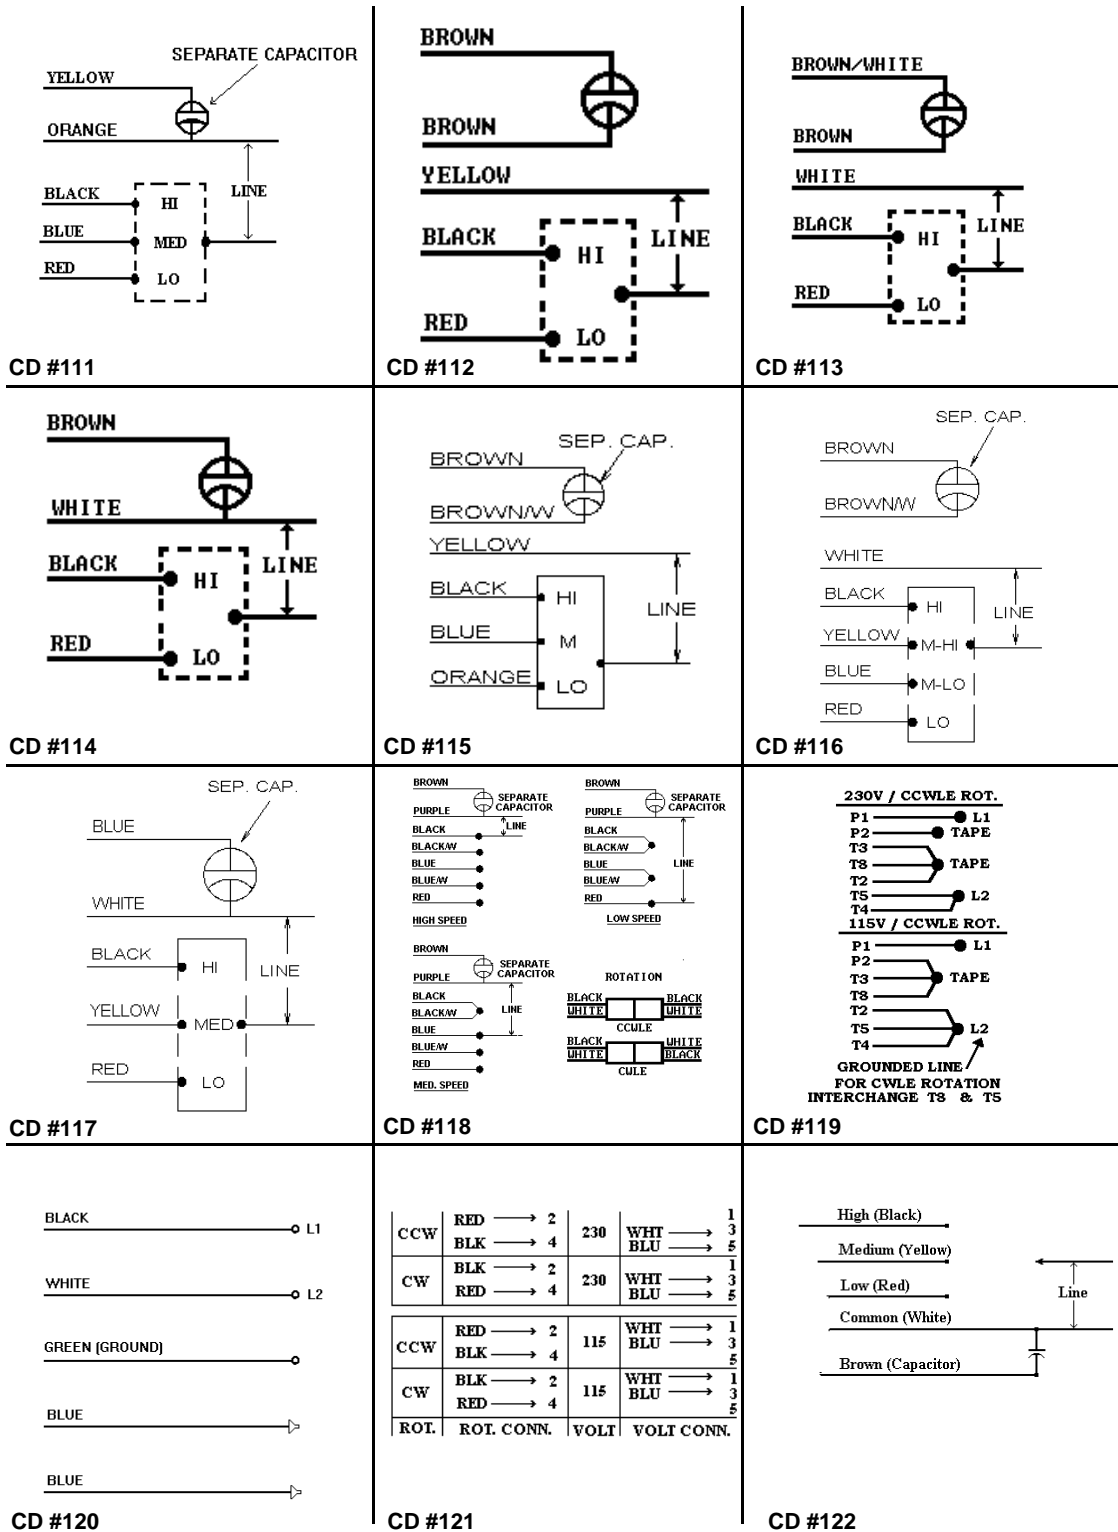 SEPARATE CAPACITOR
YELLOW
ORANGE
BLACK
HI
LINE
BLUE
MED
RED
LO
CD #111
BROWN
BROWN
YELLOW
BLACK
HI
LINE
RED
LO
CD #112
BROWN/WHITE
BROWN
WHITE
BLACK
HI
LINE
RED
LO
CD #113
BROWN
WHITE
BLACK
HI
LINE
RED
LO
CD #114
SEP. CAP.
BROWN
BROWN/W
YELLOW
BLACK
HI
LINE
BLUE
M
ORANGE
LO
CD #115
SEP. CAP.
BROWN
BROWN/W
WHITE
BLACK
HI
LINE
YELLOW
M-HI
BLUE
M-LO
RED
LO
CD #116
SEP. CAP.
BLUE
WHITE
BLACK
HI
LINE
YELLOW
MED
RED
LO
CD #117
BROWN
SEPARATE
CAPACITOR
PURPLE
LINE
BLACK
BLACK/W
BLUE
BLUE/W
RED
HIGH SPEED
BROWN
SEPARATE
CAPACITOR
PURPLE
BLACK
BLACK/W
BLUE
LINE
BLUE/W
RED
LOW SPEED
BROWN
SEPARATE
CAPACITOR
PURPLE
BLACK
LINE
BLACK/W
BLUE
BLUE/W
RED
MED. SPEED
ROTATION
BLACK BLACK
WHITE WHITE
CCWLE
BLACK WHITE
WHITE BLACK
CWLE
CD #118
230V / CCWLE ROT.
P1 L1
P2 TAPE
T3
T8 TAPE
T2
T5 L2
T4
115V / CCWLE ROT.
P1 L1
P2
T3 TAPE
T8
T2
T5 L2
T4
GROUNDED LINE
FOR CWLE ROTATION
INTERCHANGE T8 & T5
CD #119
BLACK L1
WHITE L2
GREEN (GROUND)
BLUE
BLUE
CD #120
CCW RED 2 BLK 4 230 WHT BLU 1 3 5
CW BLK 2 RED 4 230 WHT BLU 1 3 5
CCW RED 2 BLK 4 115 WHT BLU 1 3 5
CW BLK 2 RED 4 115 WHT BLU 1 3 5
ROT. ROT. CONN. VOLT VOLT CONN.
CD #121
High (Black)
Medium (Yellow)
Low (Red)
Line
Common (White)
Brown (Capacitor)
CD #122